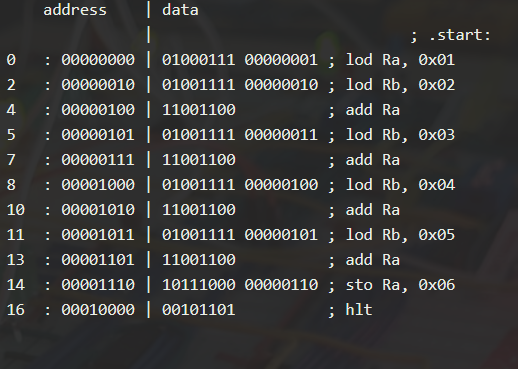 address | data
| ; .start:
0 : 00000000 | 01000111 00000001 ; lod Ra, 0x01
2 : 00000010 | 01001111 00000010 ; lod Rb, 0x02
4 : 00000100 | 11001100 ; add Ra
5 : 00000101 | 01001111 00000011 ; lod Rb, 0x03
7 : 00000111 | 11001100 ; add Ra
8 : 00001000 | 01001111 00000100 ; lod Rb, 0x04
10 : 00001010 | 11001100 ; add Ra
11 : 00001011 | 01001111 00000101 ; lod Rb, 0x05
13 : 00001101 | 11001100 ; add Ra
14 : 00001110 | 10111000 00000110 ; sto Ra, 0x06
16 : 00010000 | 00101101 ; hlt